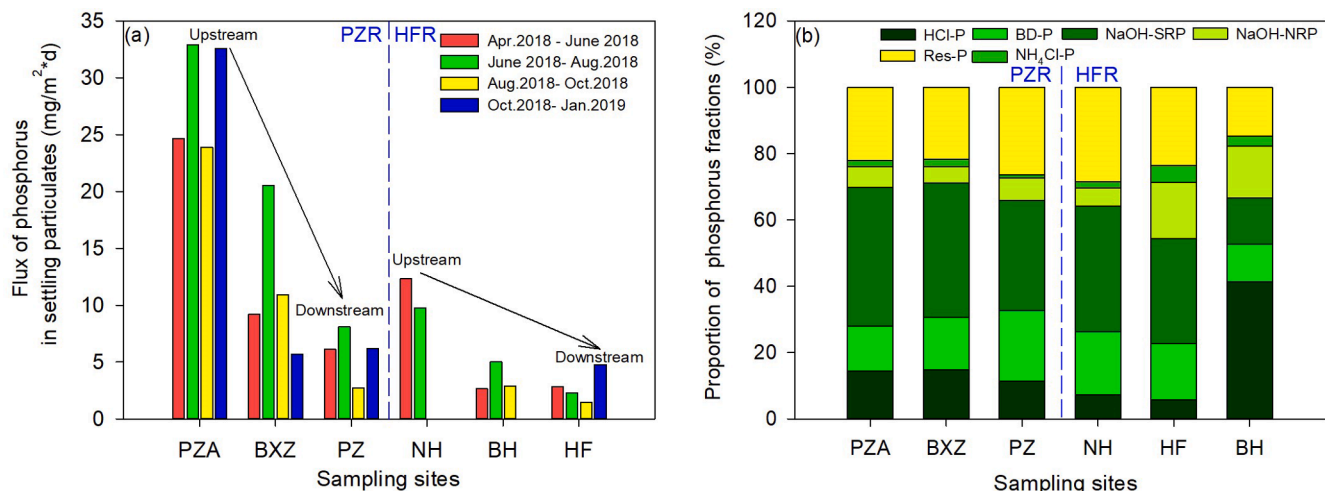 (a)
PZR
HFR
Apr.2018 - June 2018
June 2018- Aug.2018
Aug.2018 - Oct.2018
Oct.2018 - Jan.2019
Upstream
Downstream
Upstream
Downstream
35
30
25
20
15
10
5
0
Flux of phosphorus
in settling particulates (mg/m²*d)
PZA BXZ PZ NH BH HF
Sampling sites
(b)
HCl-P BD-P NaOH-SRP NaOH-NRP
Res-P NH₄Cl-P
PZR
HFR
120
100
80
60
40
20
0
Proportion of phosphorus fractions (%)
PZA BXZ PZ NH HF BH
Sampling sites